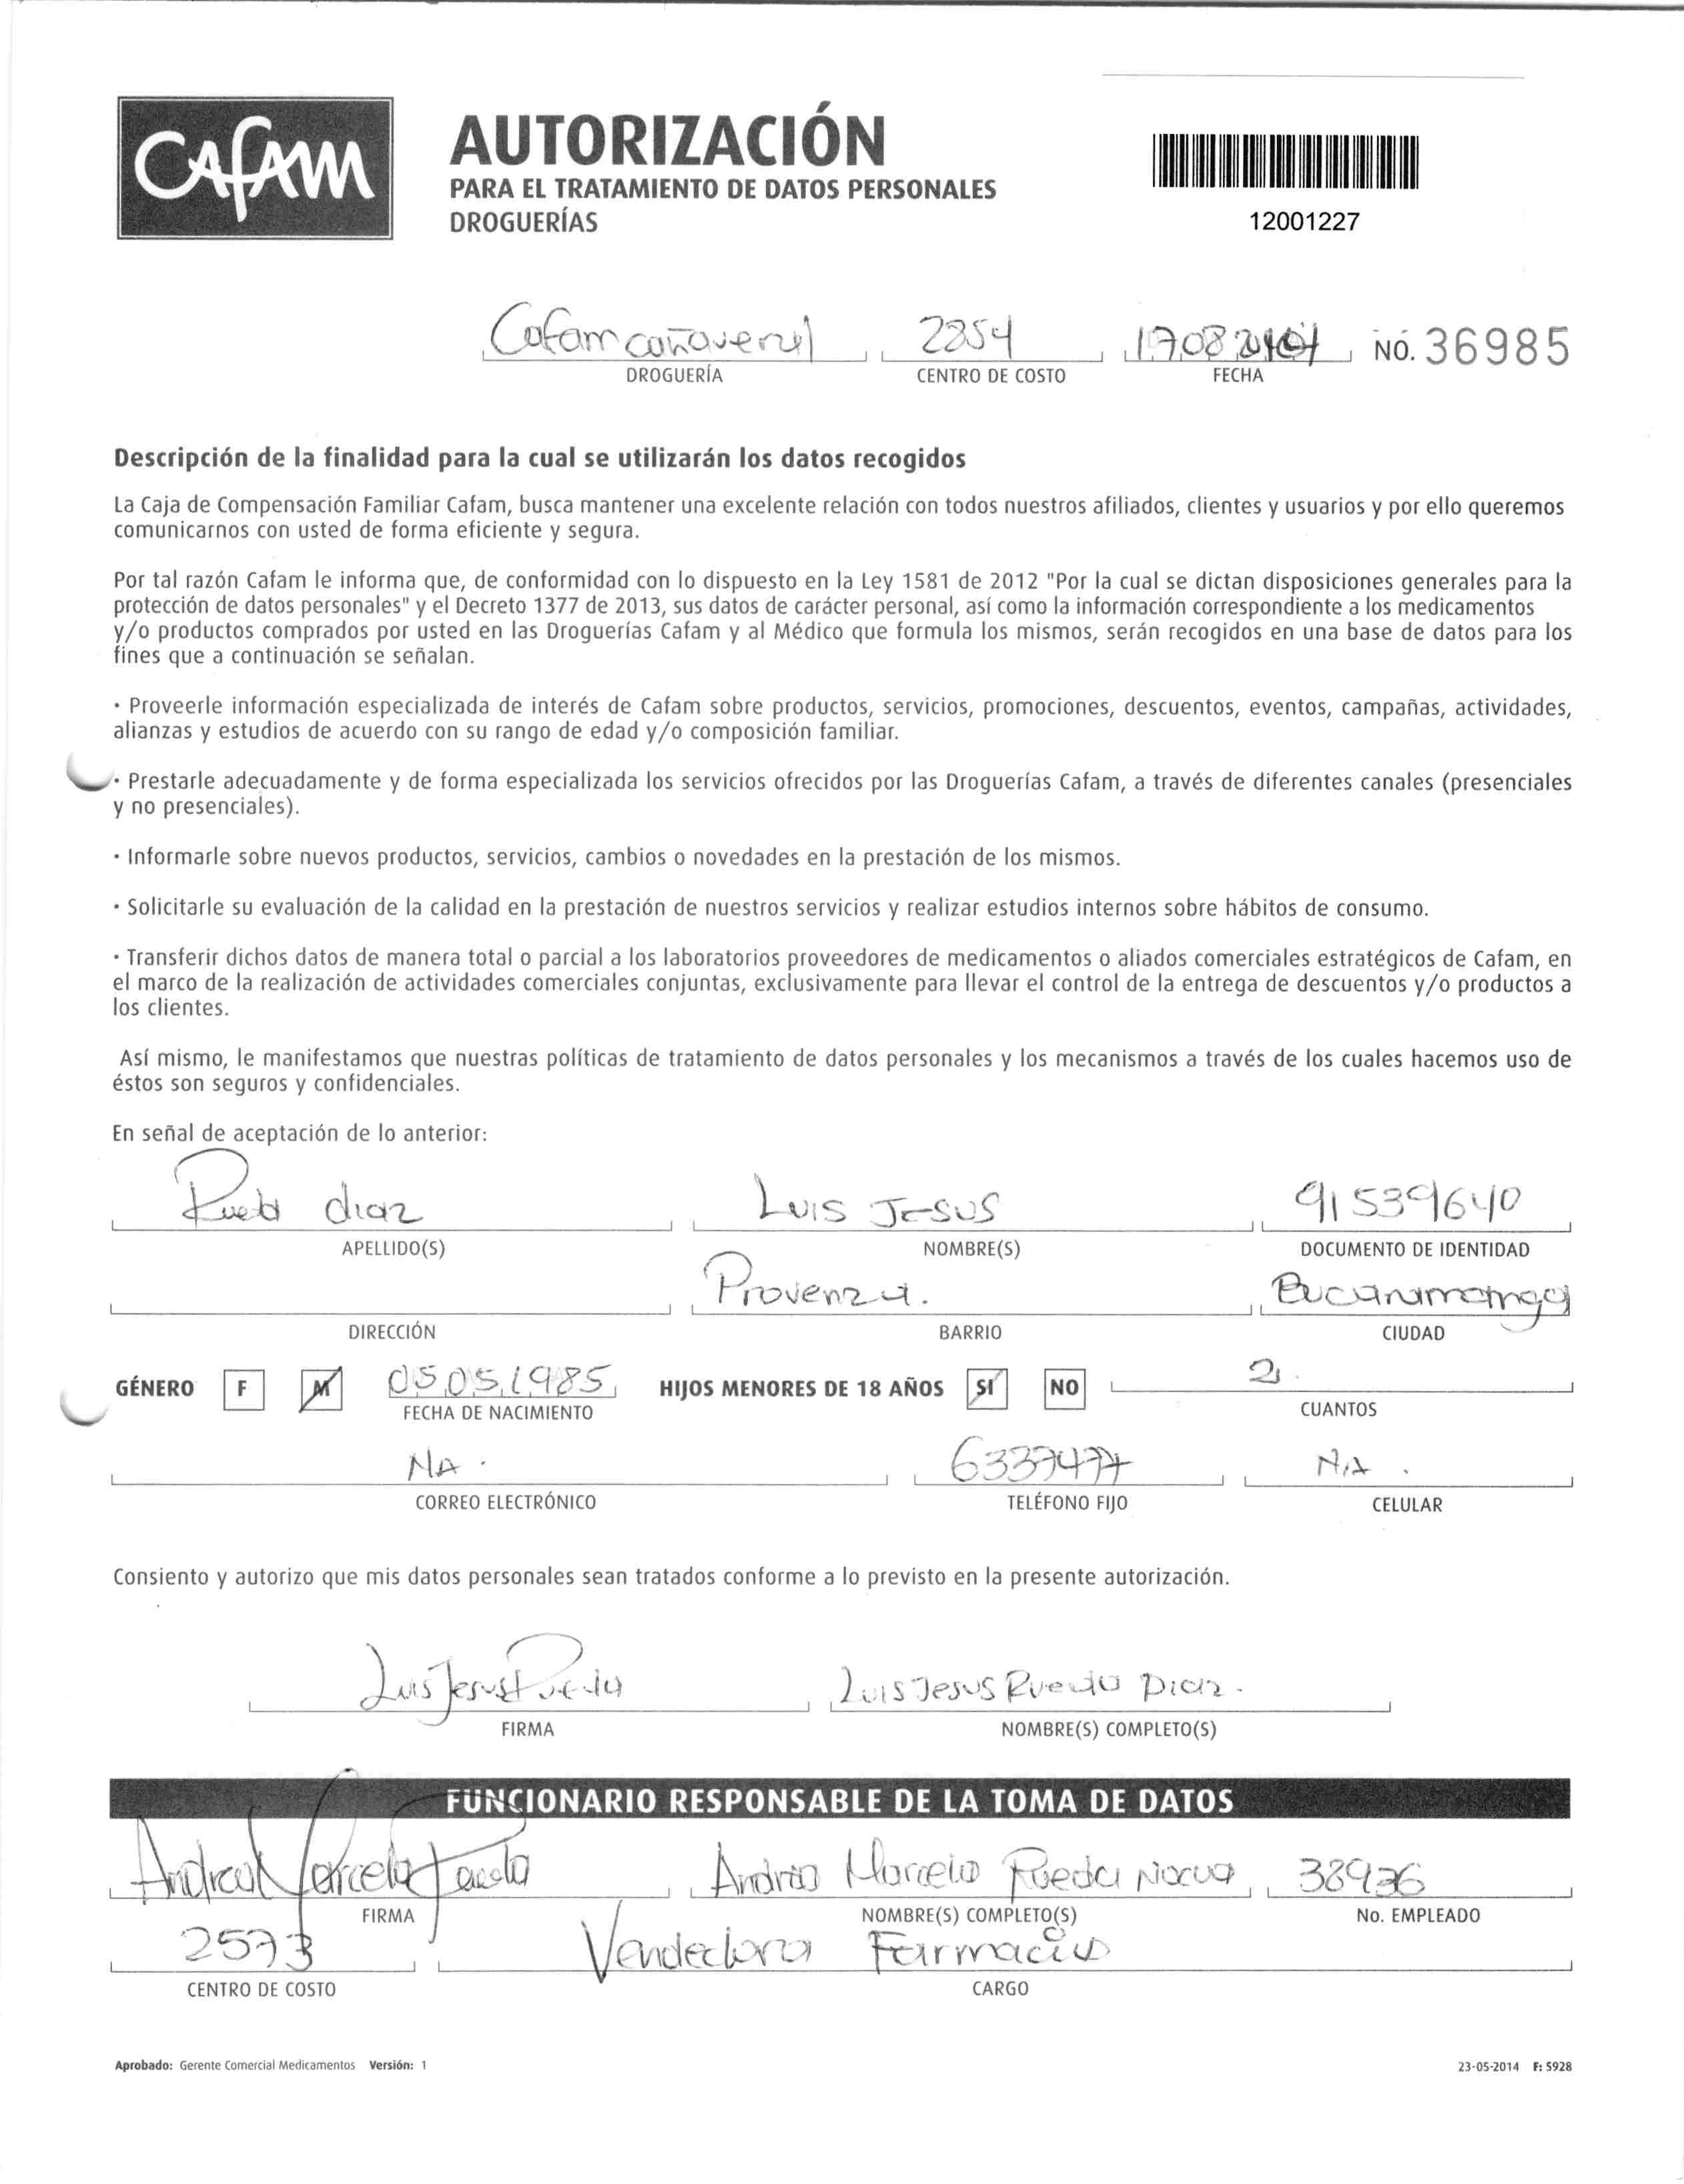 CAFAM
AUTORIZACIÓN
PARA EL TRATAMIENTO DE DATOS PERSONALES
DROGUERÍAS
12001227
Cafam cañaveral 2354 17 08 NO. 36985
DROGUERÍA CENTRO DE COSTO FECHA
Descripción de la finalidad para la cual se utilizarán los datos recogidos
La Caja de Compensación Familiar Cafam, busca mantener una excelente relación con todos nuestros afiliados, clientes y usuarios y por ello queremos
comunicarnos con usted de forma eficiente y segura.
Por tal razón Cafam le informa que, de conformidad con lo dispuesto en la Ley 1581 de 2012 "Por la cual se dictan disposiciones generales para la
protección de datos personales" y el Decreto 1377 de 2013, sus datos de carácter personal, así como la información correspondiente a los medicamentos
y/o productos comprados por usted en las Droguerías Cafam y al Médico que formula los mismos, serán recogidos en una base de datos para los
fines que a continuación se señalan.
· Proveerle información especializada de interés de Cafam sobre productos, servicios, promociones, descuentos, eventos, campañas, actividades,
alianzas y estudios de acuerdo con su rango de edad y/o composición familiar.
· Prestarle adecuadamente y de forma especializada los servicios ofrecidos por las Droguerías Cafam, a través de diferentes canales (presenciales
y no presenciales).
· Informarle sobre nuevos productos, servicios, cambios o novedades en la prestación de los mismos.
· Solicitarle su evaluación de la calidad en la prestación de nuestros servicios y realizar estudios internos sobre hábitos de consumo.
· Transferir dichos datos de manera total o parcial a los laboratorios proveedores de medicamentos o aliados comerciales estratégicos de Cafam, en
el marco de la realización de actividades comerciales conjuntas, exclusivamente para llevar el control de la entrega de descuentos y/o productos a
los clientes.
Así mismo, le manifestamos que nuestras políticas de tratamiento de datos personales y los mecanismos a través de los cuales hacemos uso de
éstos son seguros y confidenciales.
En señal de aceptación de lo anterior:
Rueda diaz Luis Jesus 91539640
APELLIDO(S) NOMBRE(S) DOCUMENTO DE IDENTIDAD
Provenza. Bucaramanga
DIRECCIÓN BARRIO CIUDAD
GÉNERO F M 05 05 1985 HIJOS MENORES DE 18 AÑOS SI NO 2.
FECHA DE NACIMIENTO CUANTOS
NA. 6337477 NA.
CORREO ELECTRÓNICO TELÉFONO FIJO CELULAR
Consiento y autorizo que mis datos personales sean tratados conforme a lo previsto en la presente autorización.
Luis Jesus Rueda Luis Jesus Rueda Diaz.
FIRMA NOMBRE(S) COMPLETO(S)
FUNCIONARIO RESPONSABLE DE LA TOMA DE DATOS
Andrea Marcela Rueda Andrea Marcela Rueda 38936
FIRMA NOMBRE(S) COMPLETO(S) No. EMPLEADO
2573 Vendedora Farmacia
CENTRO DE COSTO CARGO
Aprobado: Gerente Comercial Medicamentos Versión: 1 23-05-2014 F: 5928